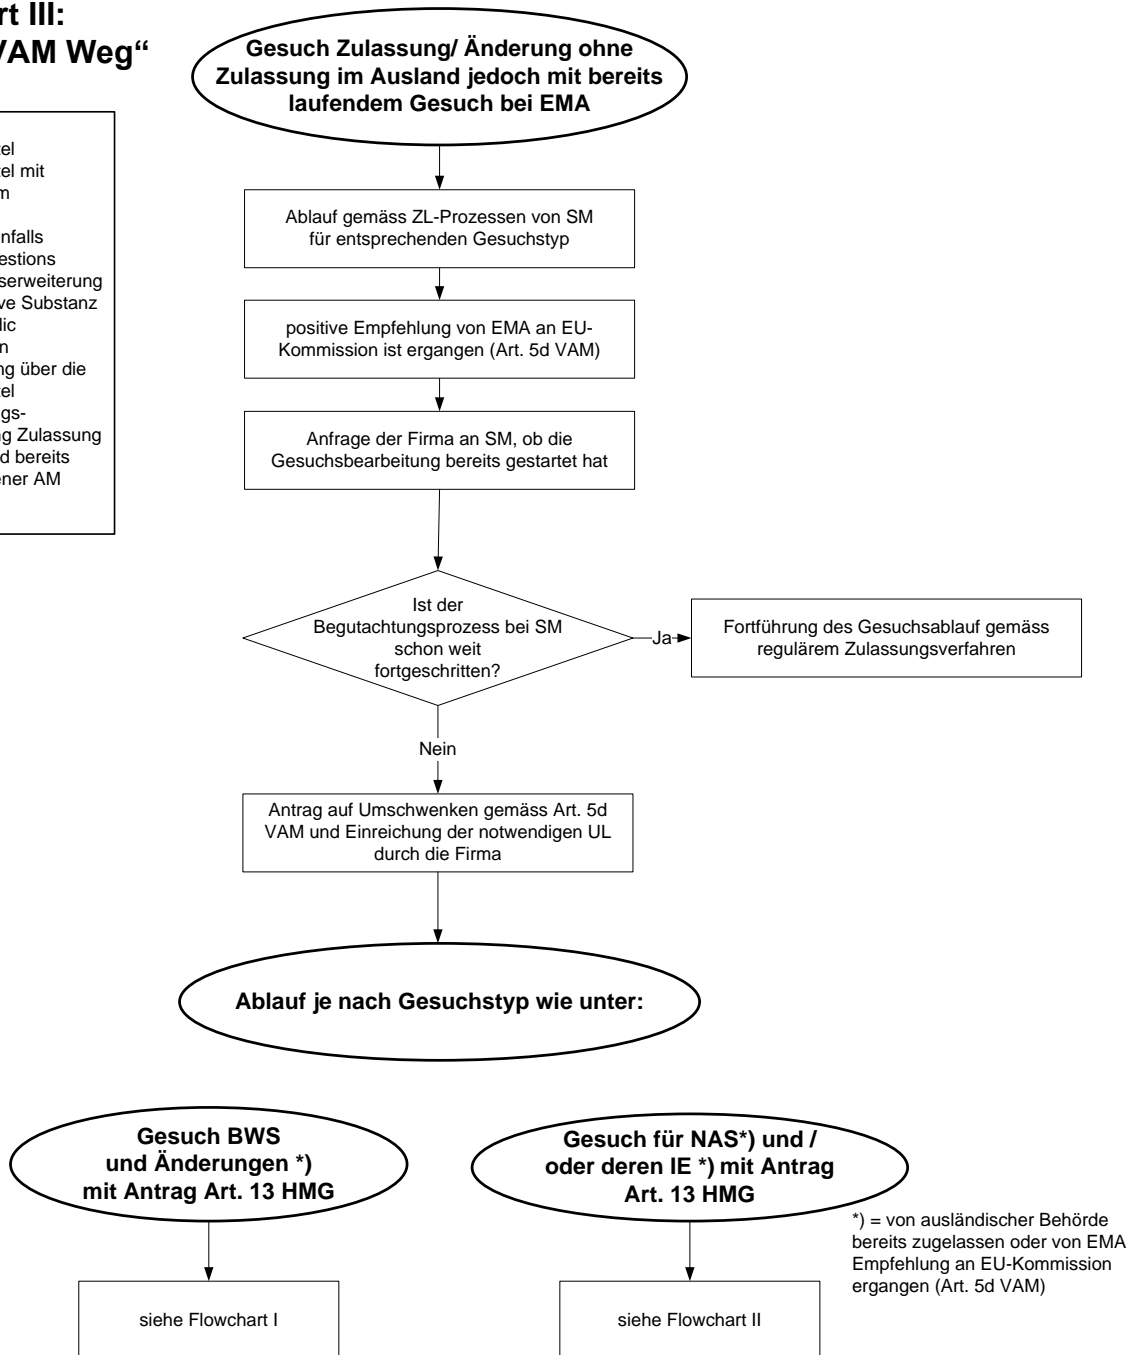 rt III:
VAM Weg“
Gesuch Zulassung/ Änderung ohne
Zulassung im Ausland jedoch mit bereits
laufendem Gesuch bei EMA
tel
tel mit
m
nfalls
estions
serweiterung
ve Substanz
lic
n
ng über die
tel
gs-
g Zulassung
d bereits
ener AM
Ablauf gemäss ZL-Prozessen von SM
für entsprechenden Gesuchstyp
positive Empfehlung von EMA an EU-
Kommission ist ergangen (Art. 5d VAM)
Anfrage der Firma an SM, ob die
Gesuchsbearbeitung bereits gestartet hat
Ist der
Begutachtungsprozess bei SM
schon weit
fortgeschritten?
Ja
Fortführung des Gesuchsablauf gemäss
regulärem Zulassungsverfahren
Nein
Antrag auf Umschwenken gemäss Art. 5d
VAM und Einreichung der notwendigen UL
durch die Firma
Ablauf je nach Gesuchstyp wie unter:
Gesuch BWS
und Änderungen *)
mit Antrag Art. 13 HMG
Gesuch für NAS*) und /
oder deren IE *) mit Antrag
Art. 13 HMG
*) = von ausländischer Behörde
bereits zugelassen oder von EMA
Empfehlung an EU-Kommission
ergangen (Art. 5d VAM)
siehe Flowchart I
siehe Flowchart II